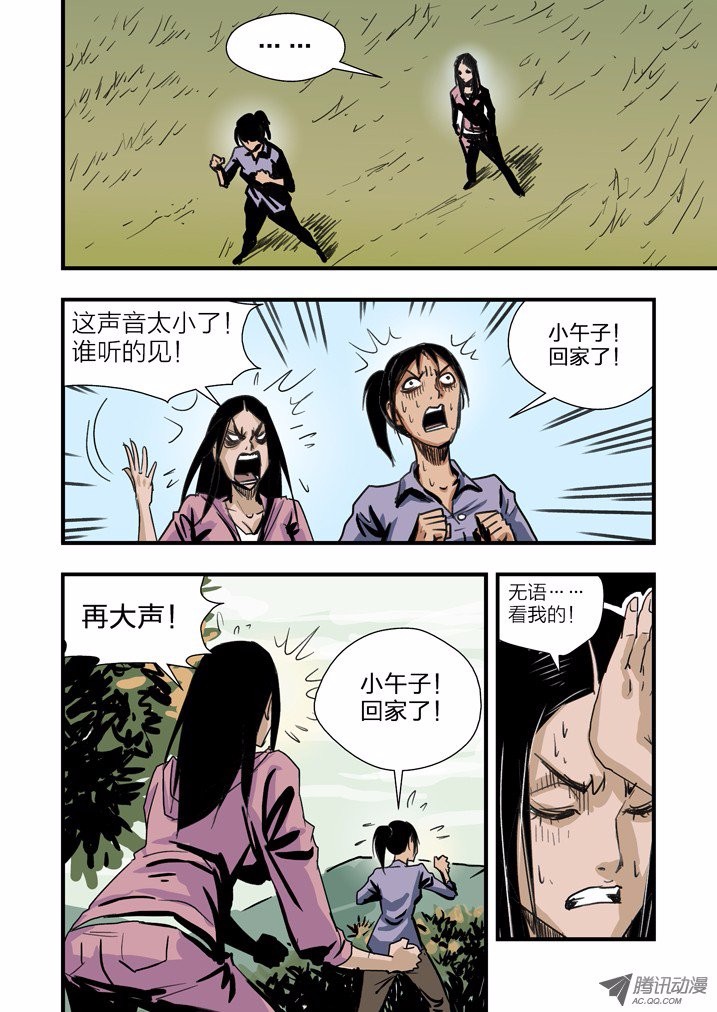 … …
这声音太小了！
谁听的见！
小午子！
回家了！
再大声！
小午子！
回家了！
无语… …
看我的！
腾讯动漫
AC.QQ.COM